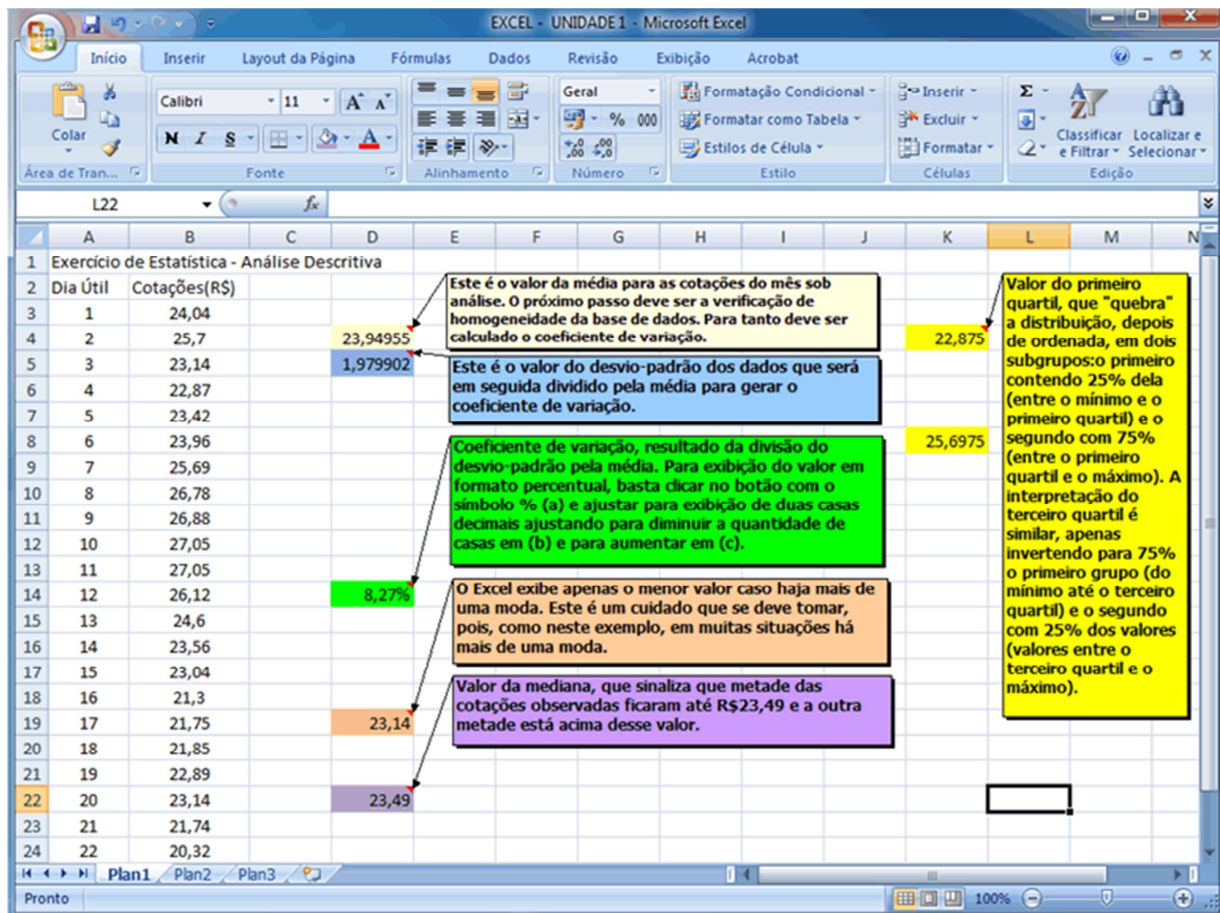 EXCEL - UNIDADE 1 - Microsoft Excel
Início Inserir Layout da Página Fórmulas Dados Revisão Exibição Acrobat
Colar
Área de Tran...
Calibri 11 A A
N I S A
Fonte
Alinhamento
Geral
% 000
,00 ,00
Número
Formatação Condicional
Formatar como Tabela
Estilos de Célula
Estilo
Inserir
Excluir
Formatar
Células
Σ
Classificar e Filtrar
Localizar e Selecionar
Edição
L22 fx
A B C D E F G H I J K L M N
1 Exercício de Estatística - Análise Descritiva
2 Dia Útil Cotações(R$)
3 1 24,04
4 2 25,7 23,94955 22,875
5 3 23,14 1,979902
6 4 22,87
7 5 23,42
8 6 23,96 25,6975
9 7 25,69
10 8 26,78
11 9 26,88
12 10 27,05
13 11 27,05
14 12 26,12 8,27%
15 13 24,6
16 14 23,56
17 15 23,04
18 16 21,3
19 17 21,75 23,14
20 18 21,85
21 19 22,89
22 20 23,14 23,49
23 21 21,74
24 22 20,32
Este é o valor da média para as cotações do mês sob
análise. O próximo passo deve ser a verificação de
homogeneidade da base de dados. Para tanto deve ser
calculado o coeficiente de variação.
Este é o valor do desvio-padrão dos dados que será
em seguida dividido pela média para gerar o
coeficiente de variação.
Coeficiente de variação, resultado da divisão do
desvio-padrão pela média. Para exibição do valor em
formato percentual, basta clicar no botão com o
símbolo % (a) e ajustar para exibição de duas casas
decimais ajustando para diminuir a quantidade de
casas em (b) e para aumentar em (c).
O Excel exibe apenas o menor valor caso haja mais de
uma moda. Este é um cuidado que se deve tomar,
pois, como neste exemplo, em muitas situações há
mais de uma moda.
Valor da mediana, que sinaliza que metade das
cotações observadas ficaram até R$23,49 e a outra
metade está acima desse valor.
Valor do primeiro
quartil, que "quebra"
a distribuição, depois
de ordenada, em dois
subgrupos:o primeiro
contendo 25% dela
(entre o mínimo e o
primeiro quartil) e o
segundo com 75%
(entre o primeiro
quartil e o máximo). A
interpretação do
terceiro quartil é
similar, apenas
invertendo para 75%
o primeiro grupo (do
mínimo até o terceiro
quartil) e o segundo
com 25% dos valores
(valores entre o
terceiro quartil e o
máximo).
Plan1 Plan2 Plan3
Pronto 100%